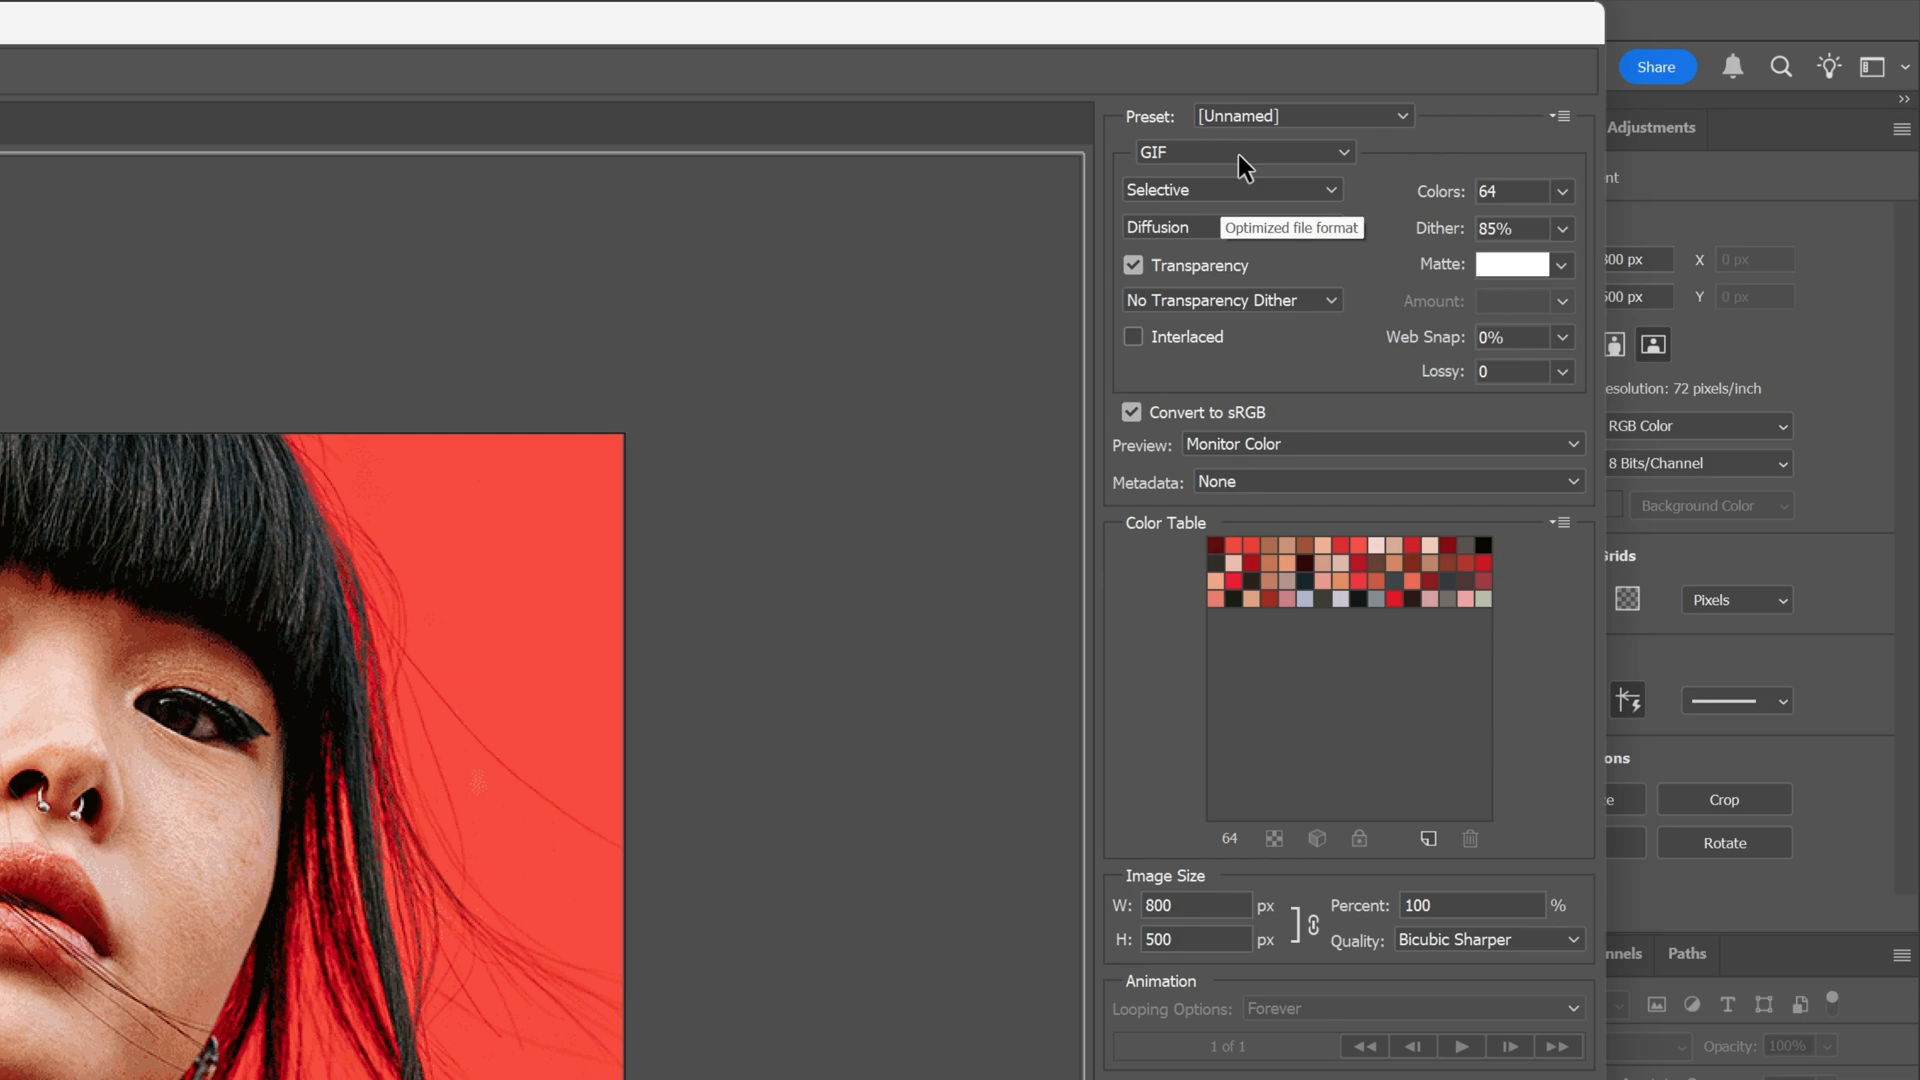 Share
Adjustments
Preset: [Unnamed]
GIF
Selective
Colors: 64
Diffusion
Optimized file format
Dither: 85%
Transparency
Matte:
No Transparency Dither
Amount:
Interlaced
Web Snap: 0%
Lossy: 0
Convert to sRGB
Preview: Monitor Color
Metadata: None
Color Table
64
Image Size
W: 800 px
Percent: 100 %
H: 500 px
Quality: Bicubic Sharper
Animation
Looping Options: Forever
1 of 1
nt
300 px
X 0 px
500 px
Y 0 px
esolution: 72 pixels/inch
RGB Color
8 Bits/Channel
Background Color
Grids
Pixels
ons
e
Crop
Rotate
nnels
Paths
Opacity: 100%